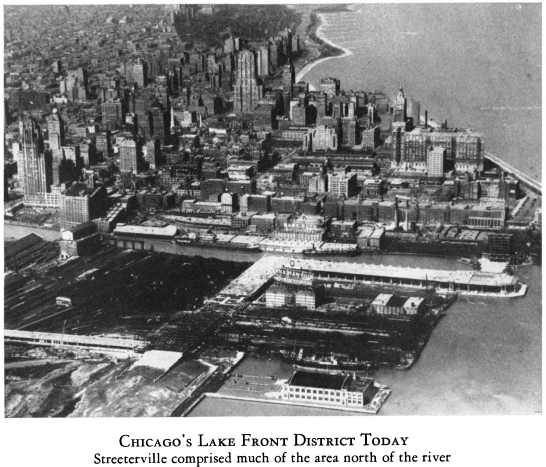 CHICAGO'S LAKE FRONT DISTRICT TODAY
Streeterville comprised much of the area north of the river